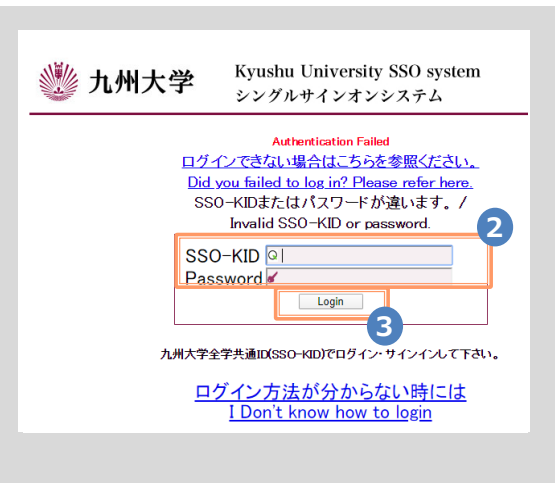 九州大学
Kyushu University SSO system
シングルサインオンシステム
Authentication Failed
ログインできない場合はこちらを参照ください。
Did you failed to log in? Please refer here.
SSO-KIDまたはパスワードが違います。/
Invalid SSO-KID or password.
2
SSO-KID
Password
Login
3
九州大学全学共通ID(SSO-KID)でログイン・サインインして下さい。
ログイン方法が分からない時には
I Don't know how to login